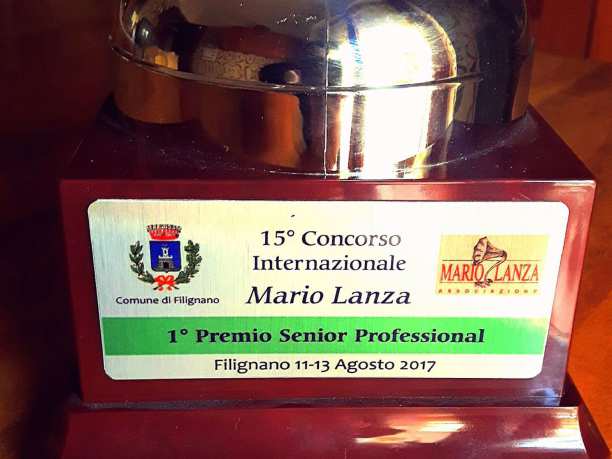 15° Concorso
Internazionale
Mario Lanza
Comune di Filignano
MARIO LANZA
ASSOCIAZIONE
1° Premio Senior Professional
Filignano 11-13 Agosto 2017